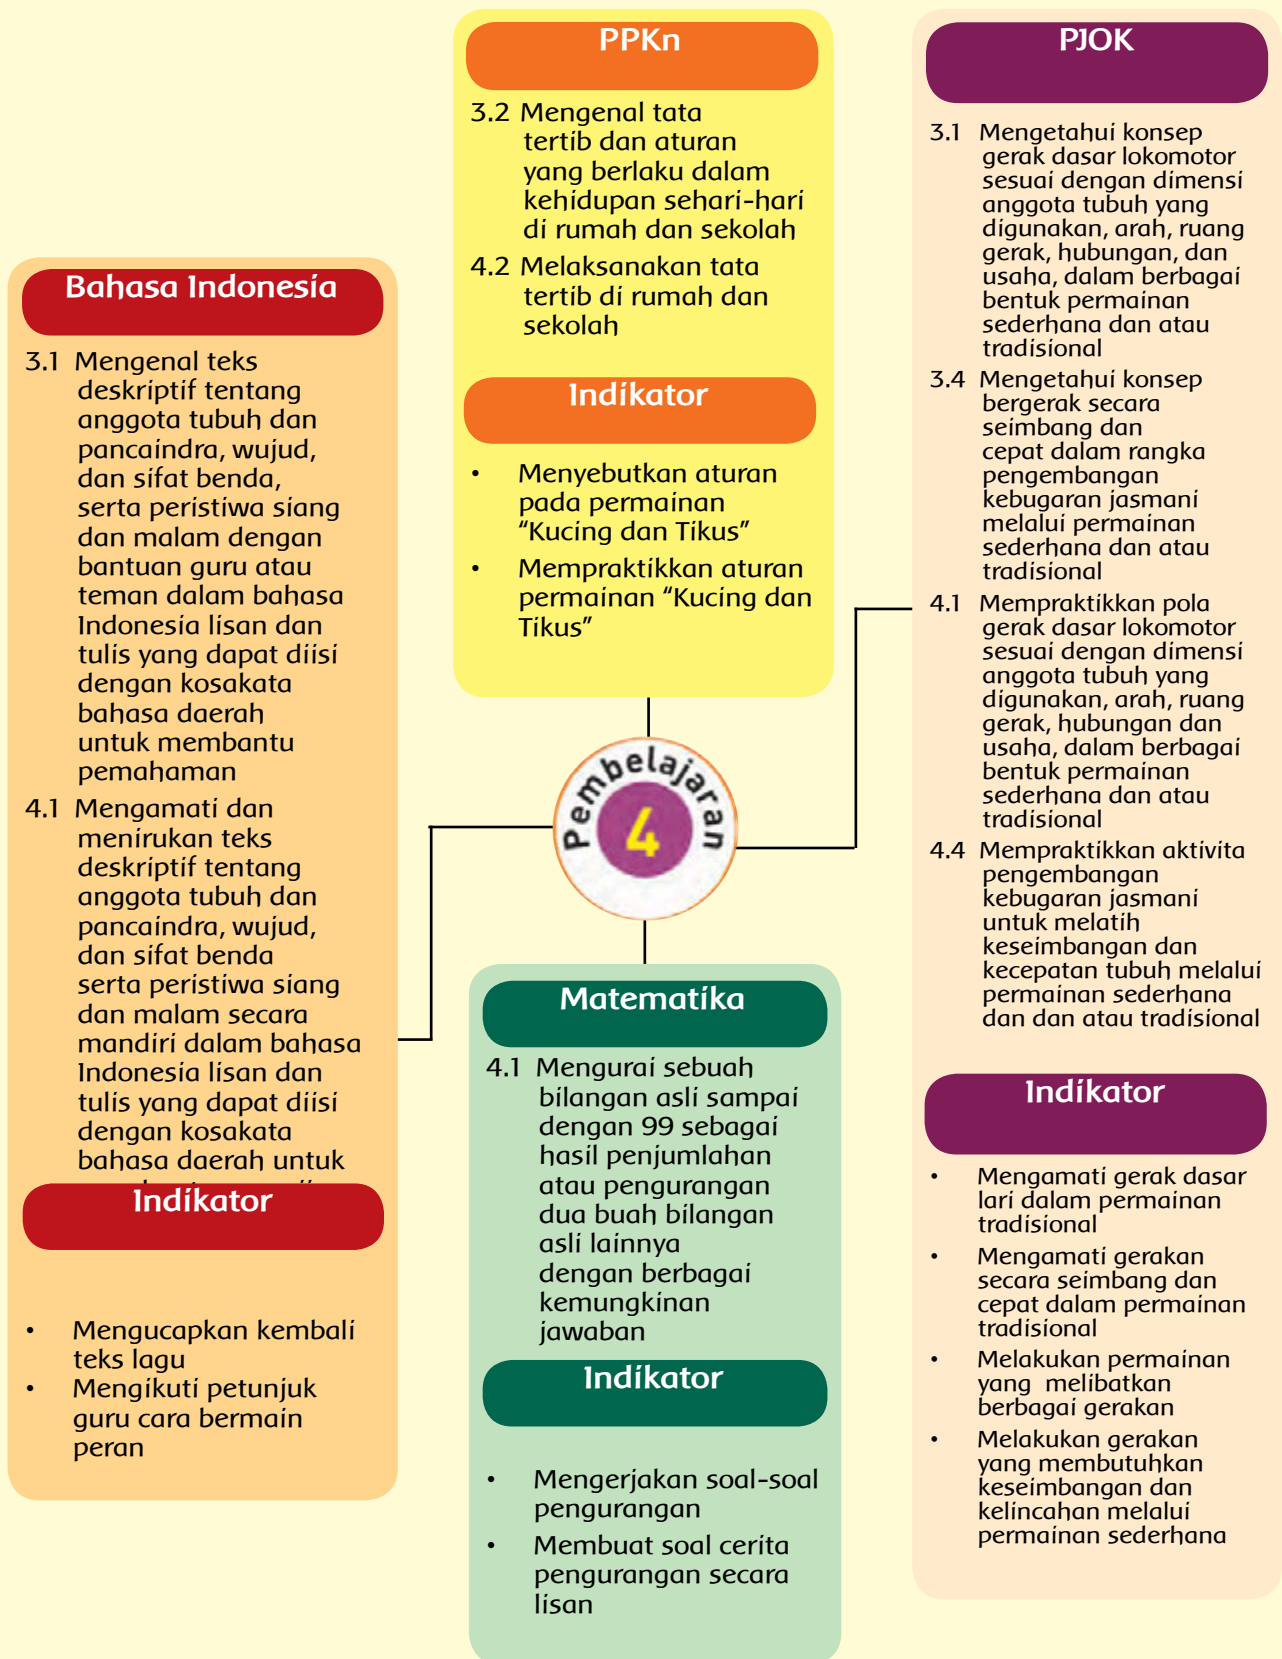 PPKn
3.2 Mengenal tata
tertib dan aturan
yang berlaku dalam
kehidupan sehari-hari
di rumah dan sekolah
4.2 Melaksanakan tata
tertib di rumah dan
sekolah
Indikator
• Menyebutkan aturan
pada permainan
“Kucing dan Tikus”
• Mempraktikkan aturan
permainan “Kucing dan
Tikus”
PJOK
3.1 Mengetahui konsep
gerak dasar lokomotor
sesuai dengan dimensi
anggota tubuh yang
digunakan, arah, ruang
gerak, hubungan, dan
usaha, dalam berbagai
bentuk permainan
sederhana dan atau
tradisional
3.4 Mengetahui konsep
bergerak secara
seimbang dan
cepat dalam rangka
pengembangan
kebugaran jasmani
melalui permainan
sederhana dan atau
tradisional
4.1 Mempraktikkan pola
gerak dasar lokomotor
sesuai dengan dimensi
anggota tubuh yang
digunakan, arah, ruang
gerak, hubungan dan
usaha, dalam berbagai
bentuk permainan
sederhana dan atau
tradisional
4.4 Mempraktikkan aktivita
pengembangan
kebugaran jasmani
untuk melatih
keseimbangan dan
kecepatan tubuh melalui
permainan sederhana
dan dan atau tradisional
Indikator
• Mengamati gerak dasar
lari dalam permainan
tradisional
• Mengamati gerakan
secara seimbang dan
cepat dalam permainan
tradisional
• Melakukan permainan
yang melibatkan
berbagai gerakan
• Melakukan gerakan
yang membutuhkan
keseimbangan dan
kelincahan melalui
permainan sederhana
Bahasa Indonesia
3.1 Mengenal teks
deskriptif tentang
anggota tubuh dan
pancaindra, wujud,
dan sifat benda,
serta peristiwa siang
dan malam dengan
bantuan guru atau
teman dalam bahasa
Indonesia lisan dan
tulis yang dapat diisi
dengan kosakata
bahasa daerah
untuk membantu
pemahaman
4.1 Mengamati dan
menirukan teks
deskriptif tentang
anggota tubuh dan
pancaindra, wujud,
dan sifat benda
serta peristiwa siang
dan malam secara
mandiri dalam bahasa
Indonesia lisan dan
tulis yang dapat diisi
dengan kosakata
bahasa daerah untuk
Indikator
• Mengucapkan kembali
teks lagu
• Mengikuti petunjuk
guru cara bermain
peran
Pembelajaran
4
Matematika
4.1 Mengurai sebuah
bilangan asli sampai
dengan 99 sebagai
hasil penjumlahan
atau pengurangan
dua buah bilangan
asli lainnya
dengan berbagai
kemungkinan
jawaban
Indikator
• Mengerjakan soal-soal
pengurangan
• Membuat soal cerita
pengurangan secara
lisan